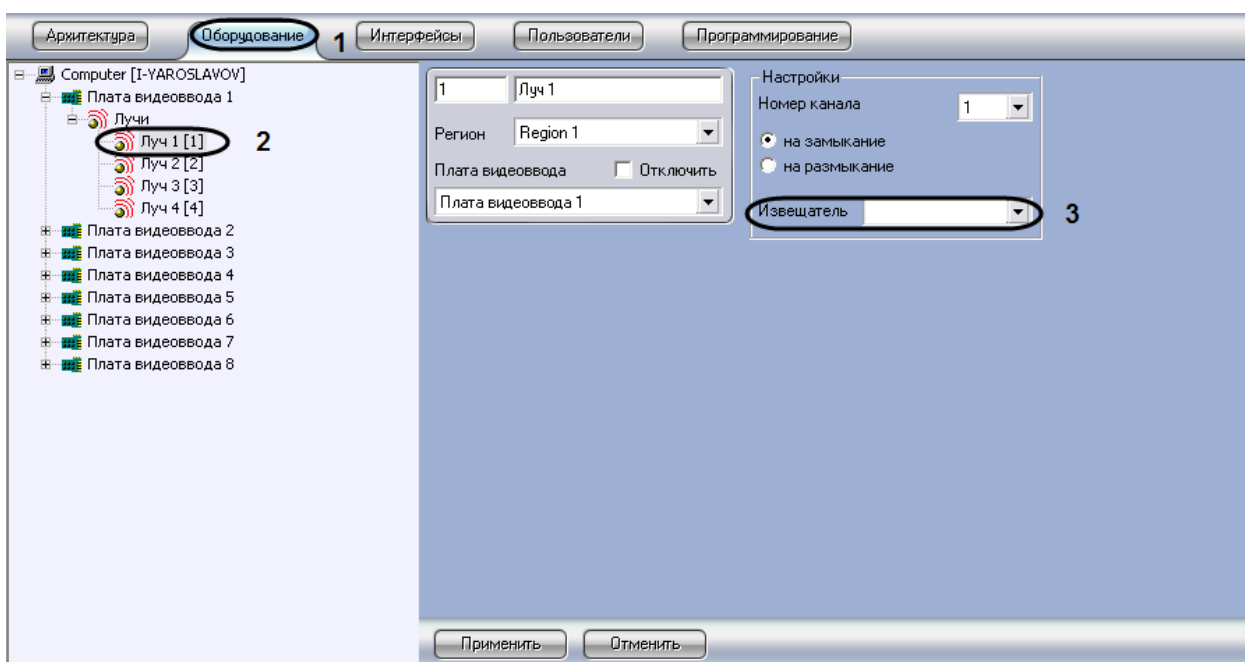 Архитектура
Оборудование
1
Интерфейсы
Пользователи
Программирование
Computer [I-YAROSLAVOV]
Плата видеоввода 1
Лучи
Луч 1 [1]
2
Луч 2 [2]
Луч 3 [3]
Луч 4 [4]
Плата видеоввода 2
Плата видеоввода 3
Плата видеоввода 4
Плата видеоввода 5
Плата видеоввода 6
Плата видеоввода 7
Плата видеоввода 8
1
Луч 1
Регион
Region 1
Плата видеоввода
Отключить
Плата видеоввода 1
Настройки
Номер канала
1
на замыкание
на размыкание
Извещатель
3
Применить
Отменить